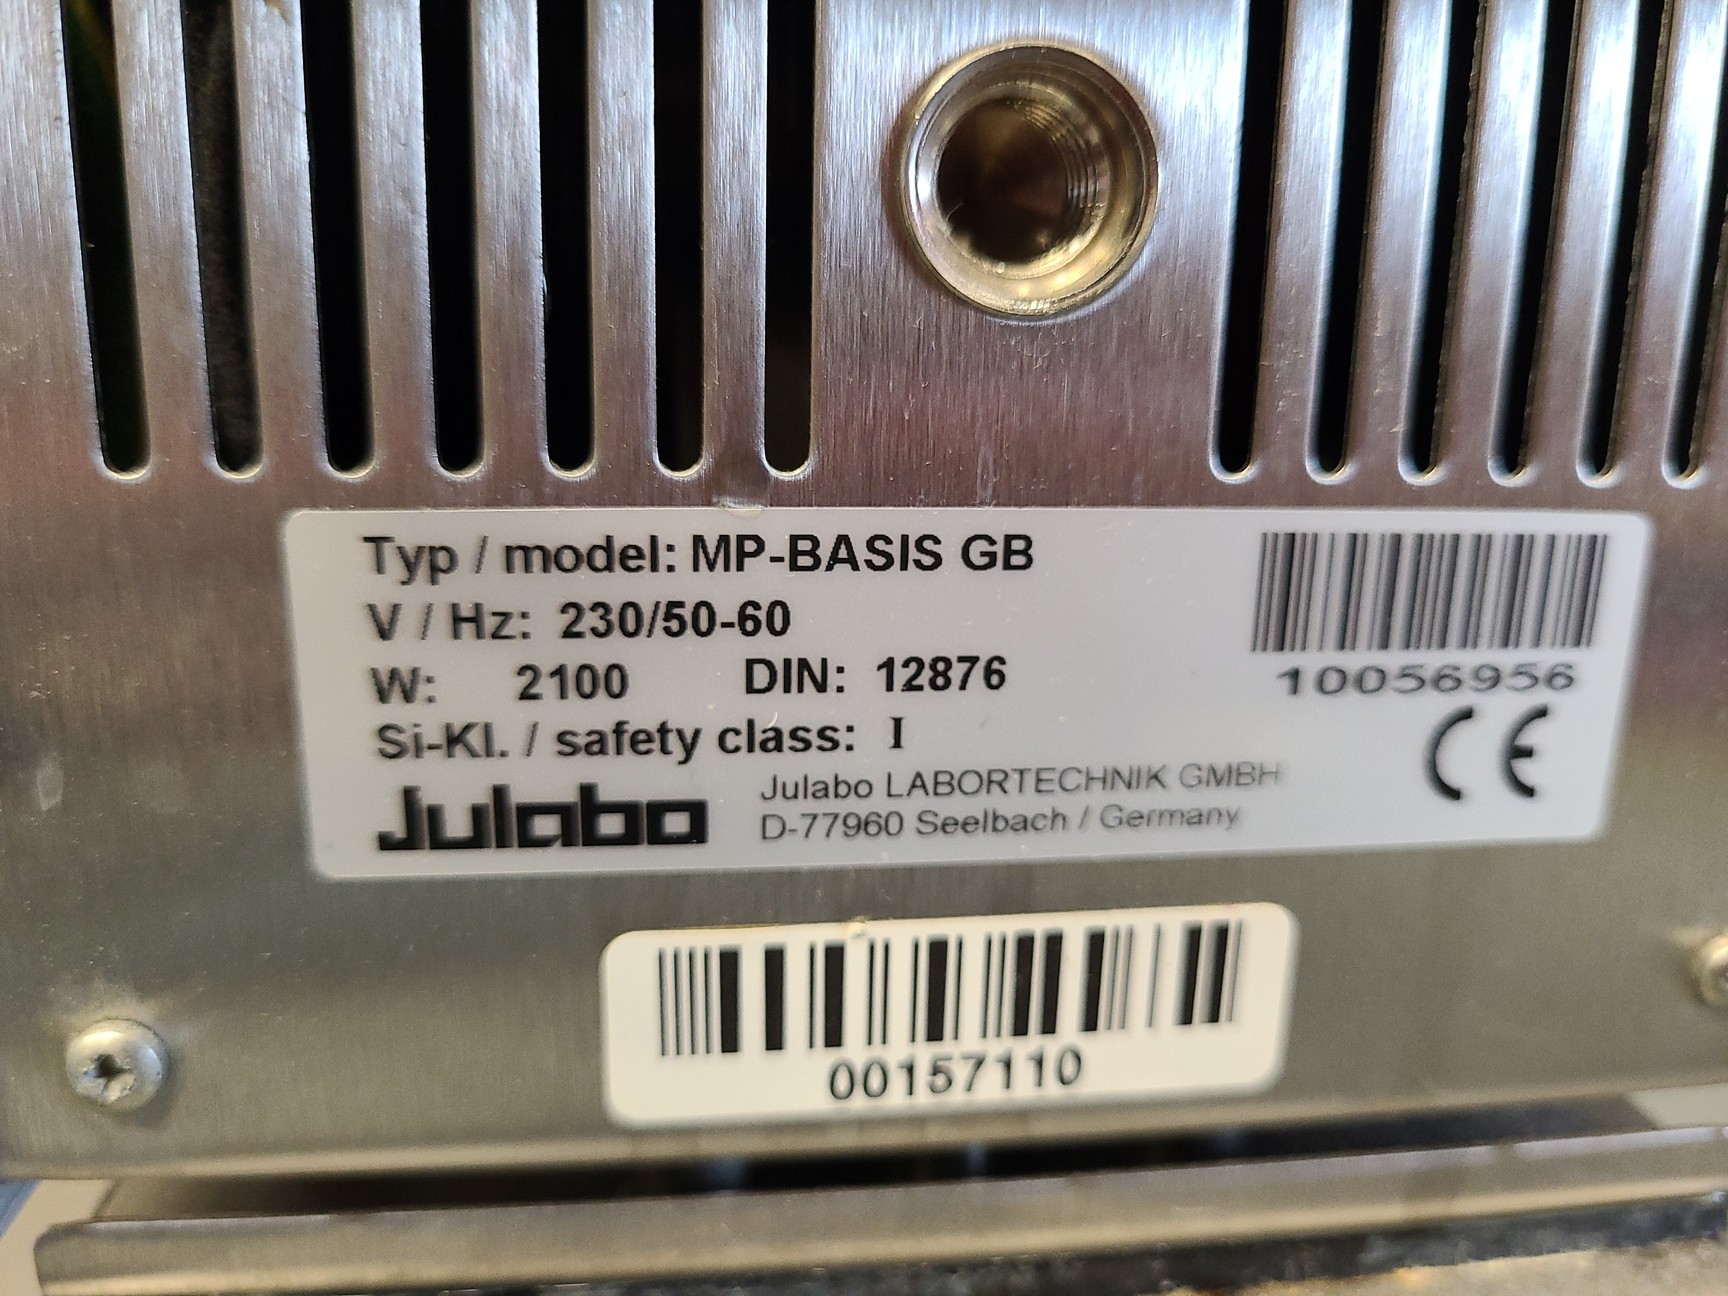 Typ / model: MP-BASIS GB
V / Hz: 230/50-60
W: 2100 DIN: 12876
Si-Kl. / safety class: I
10056956
CE
Julabo
Julabo LABORTECHNIK GMBH
D-77960 Seelbach / Germany
00157110